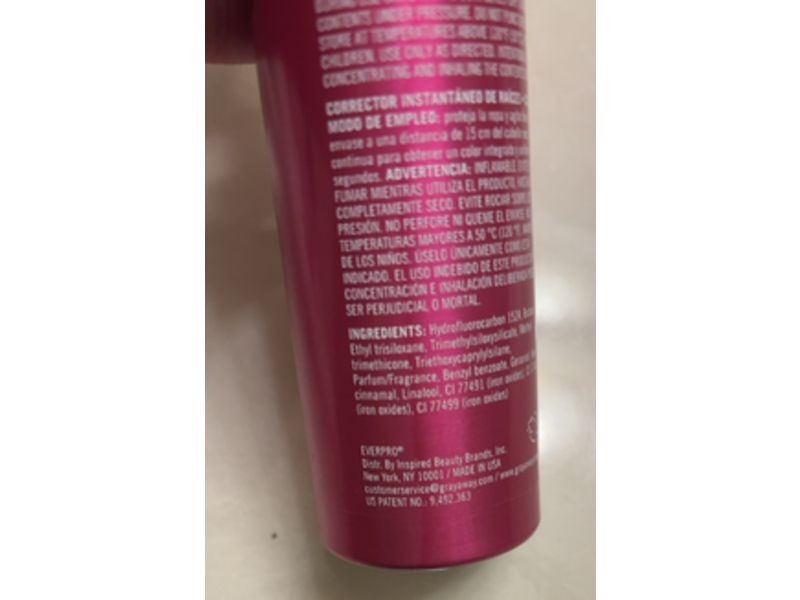 CONTENTS UNDER PRESSURE. DO NOT
STORE AT TEMPERATURES ABOVE
CHILDREN. USE ONLY AS DIRECTED.
CONCENTRATING AND INHALING THE
CORRECTOR INSTANTÁNEO DE RAÍCES
MODO DE EMPLEO: proteja la ropa y
envase a una distancia de 15 cm del cabello
continua para obtener un color integrado
segundos. ADVERTENCIA: INFLAMABLE.
FUMAR MIENTRAS UTILIZA EL PRODUCTO,
COMPLETAMENTE SECO. EVITE ROCIAR
PRESIÓN. NO PERFORE NI QUEME EL ENVASE,
TEMPERATURAS MAYORES A 50 °C (120 °F),
DE LOS NIÑOS. ÚSELO ÚNICAMENTE COMO
INDICADO. EL USO INDEBIDO DE ESTE
CONCENTRACIÓN E INHALACIÓN DELIBERADA
SER PERJUDICIAL O MORTAL.
INGREDIENTS: Hydrofluorocarbon 152A,
Ethyl trisiloxane, Trimethylsiloxysilicate, Methyl
trimethicone, Triethoxycaprylylsilane,
Parfum/Fragrance, Benzyl benzoate, Geraniol,
cinnamal, Linalool, CI 77491 (iron oxides),
(iron oxides), CI 77499 (iron oxides)
EVERPRO®
Distr. By Inspired Beauty Brands, Inc.
New York, NY 10001 / MADE IN USA
customerservice@grayaway.com
US PATENT NO.: 9,492,363